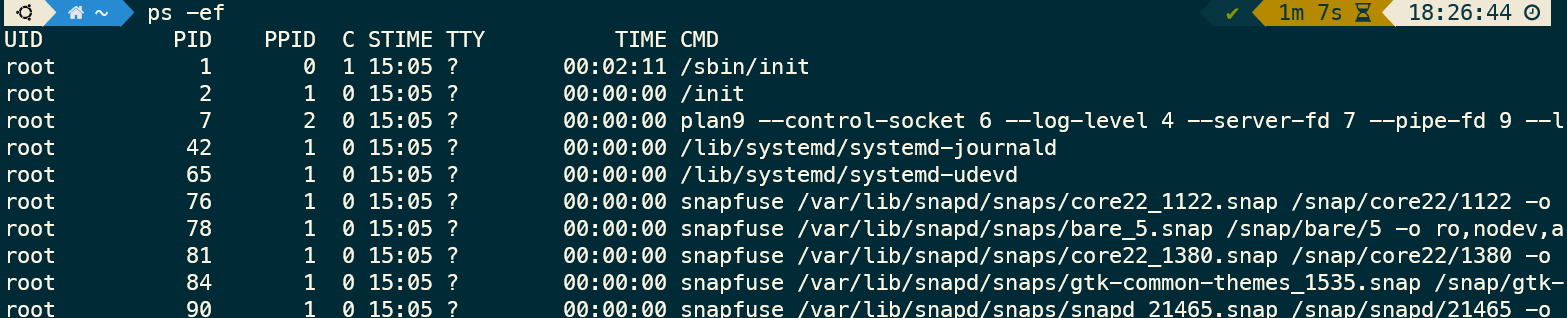 ~ ps -ef ✔ 1m 7s 18:26:44
UID PID PPID C STIME TTY TIME CMD
root 1 0 1 15:05 ? 00:02:11 /sbin/init
root 2 1 0 15:05 ? 00:00:00 /init
root 7 2 0 15:05 ? 00:00:00 plan9 --control-socket 6 --log-level 4 --server-fd 7 --pipe-fd 9 --l
root 42 1 0 15:05 ? 00:00:00 /lib/systemd/systemd-journald
root 65 1 0 15:05 ? 00:00:00 /lib/systemd/systemd-udevd
root 76 1 0 15:05 ? 00:00:00 snapfuse /var/lib/snapd/snaps/core22_1122.snap /snap/core22/1122 -o
root 78 1 0 15:05 ? 00:00:00 snapfuse /var/lib/snapd/snaps/bare_5.snap /snap/bare/5 -o ro,nodev,a
root 81 1 0 15:05 ? 00:00:00 snapfuse /var/lib/snapd/snaps/core22_1380.snap /snap/core22/1380 -o
root 84 1 0 15:05 ? 00:00:00 snapfuse /var/lib/snapd/snaps/gtk-common-themes_1535.snap /snap/gtk-
root 90 1 0 15:05 ? 00:00:00 snapfuse /var/lib/snapd/snaps/snapd_21465.snap /snap/snapd/21465 -o